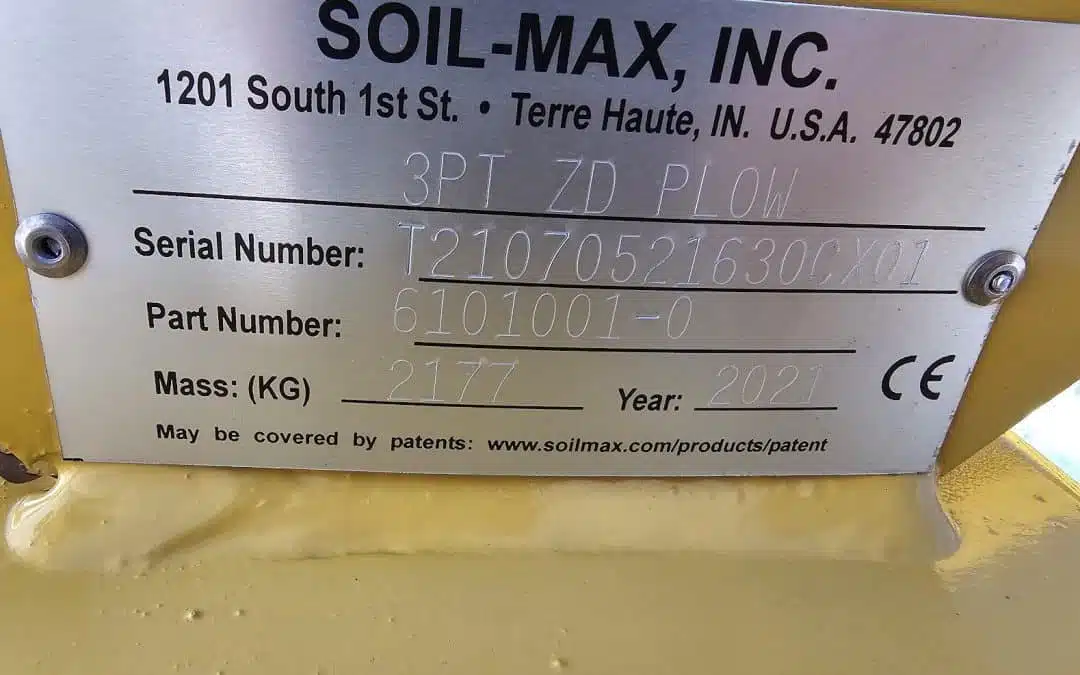 SOIL-MAX, INC.
1201 South 1st St. • Terre Haute, IN. U.S.A. 47802
3PT ZD PLOW
Serial Number: T21070521630CX01
Part Number: 6101001-0
Mass: (KG) 2177 Year: 2021 CE
May be covered by patents: www.soilmax.com/products/patent